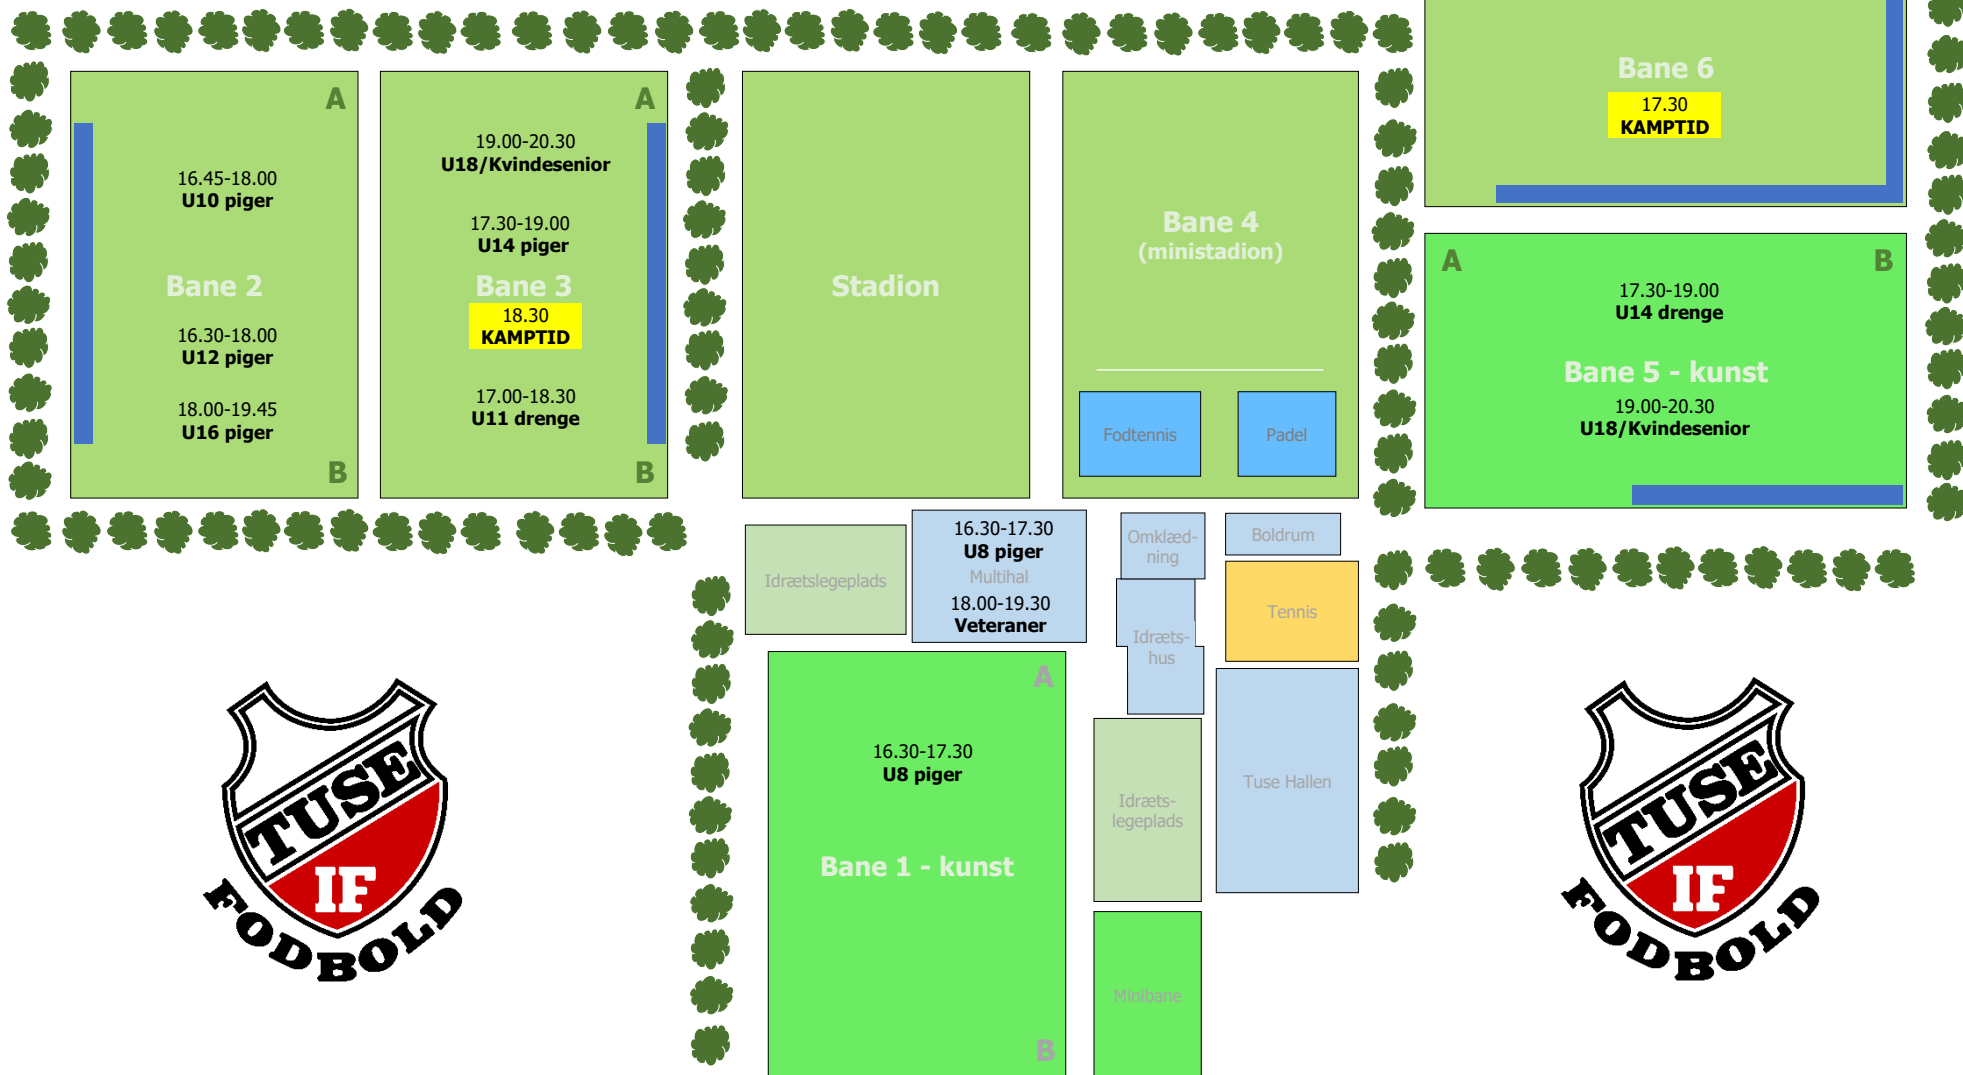 A
16.45-18.00
U10 piger
Bane 2
16.30-18.00
U12 piger
18.00-19.45
U16 piger
B
A
19.00-20.30
U18/Kvindesenior
17.30-19.00
U14 piger
Bane 3
18.30
KAMPTID
17.00-18.30
U11 drenge
B
Stadion
Bane 4
(ministadion)
Fodtennis
Padel
Bane 6
17.30
KAMPTID
A
B
17.30-19.00
U14 drenge
Bane 5 - kunst
19.00-20.30
U18/Kvindesenior
Idrætslegeplads
16.30-17.30
U8 piger
Multihal
18.00-19.30
Veteraner
Omklæd-
ning
Boldrum
Idræts-
hus
Tennis
A
16.30-17.30
U8 piger
Bane 1 - kunst
B
Idræts-
legeplads
Tuse Hallen
Minibane
TUSE
IF
FODBOLD
TUSE
IF
FODBOLD